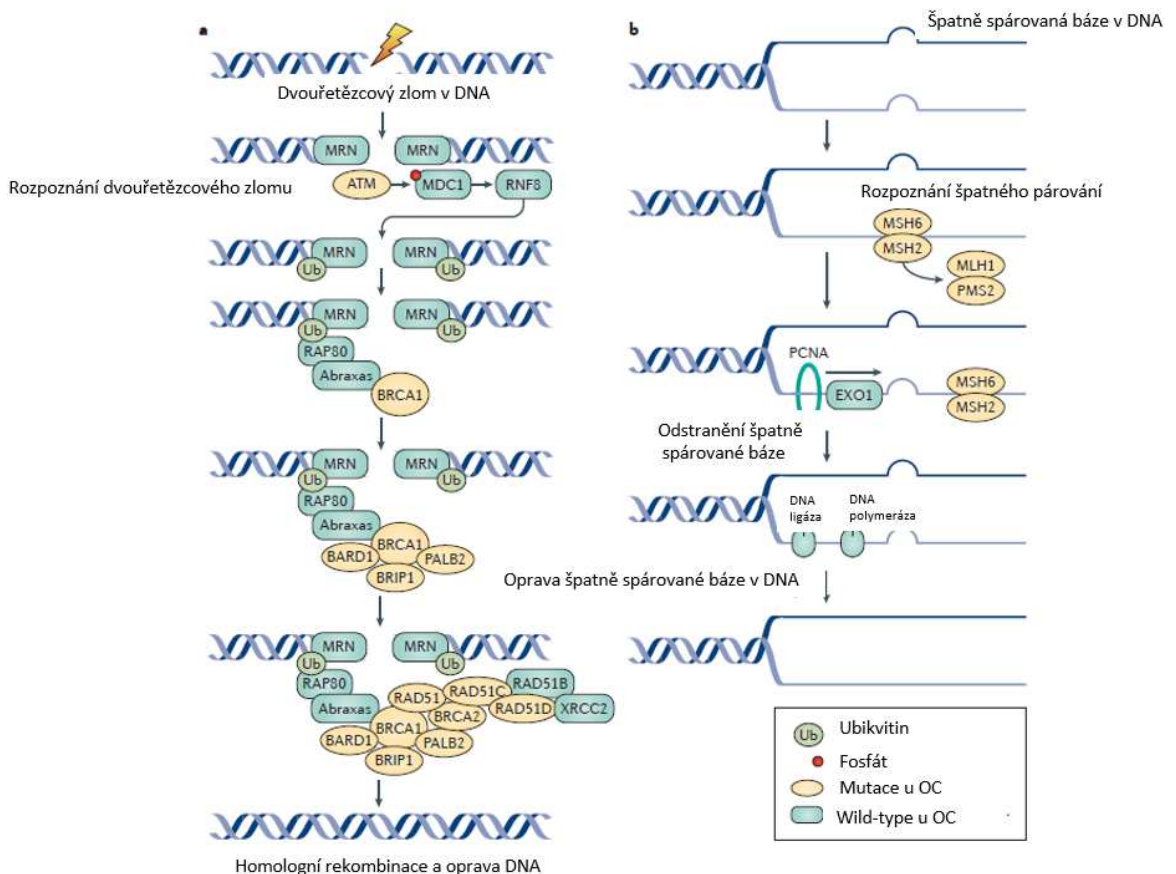 a
Dvouřetězcový zlom v DNA
MRN MRN
Rozpoznání dvouřetězcového zlomu
ATM MDC1 RNF8
MRN MRN
Ub Ub
MRN MRN
Ub Ub
RAP80
Abraxas
BRCA1
MRN MRN
Ub Ub
RAP80
Abraxas
BRCA1
BARD1 PALB2
BRIP1
MRN MRN
Ub Ub
RAP80 RAD51C RAD51B
Abraxas RAD51 RAD51D XRCC2
BRCA1 BRCA2
BARD1 PALB2
BRIP1
Homologní rekombinace a oprava DNA
b
Špatně spárovaná báze v DNA
Rozpoznání špatného párování
MSH6
MSH2
MLH1
PMS2
PCNA
EXO1
MSH6
MSH2
Odstranění špatně
spárované báze
DNA
ligáza
DNA
polymeráza
Oprava špatně spárované báze v DNA
Ub Ubikvitin
Fosfát
Mutace u OC
Wild-type u OC